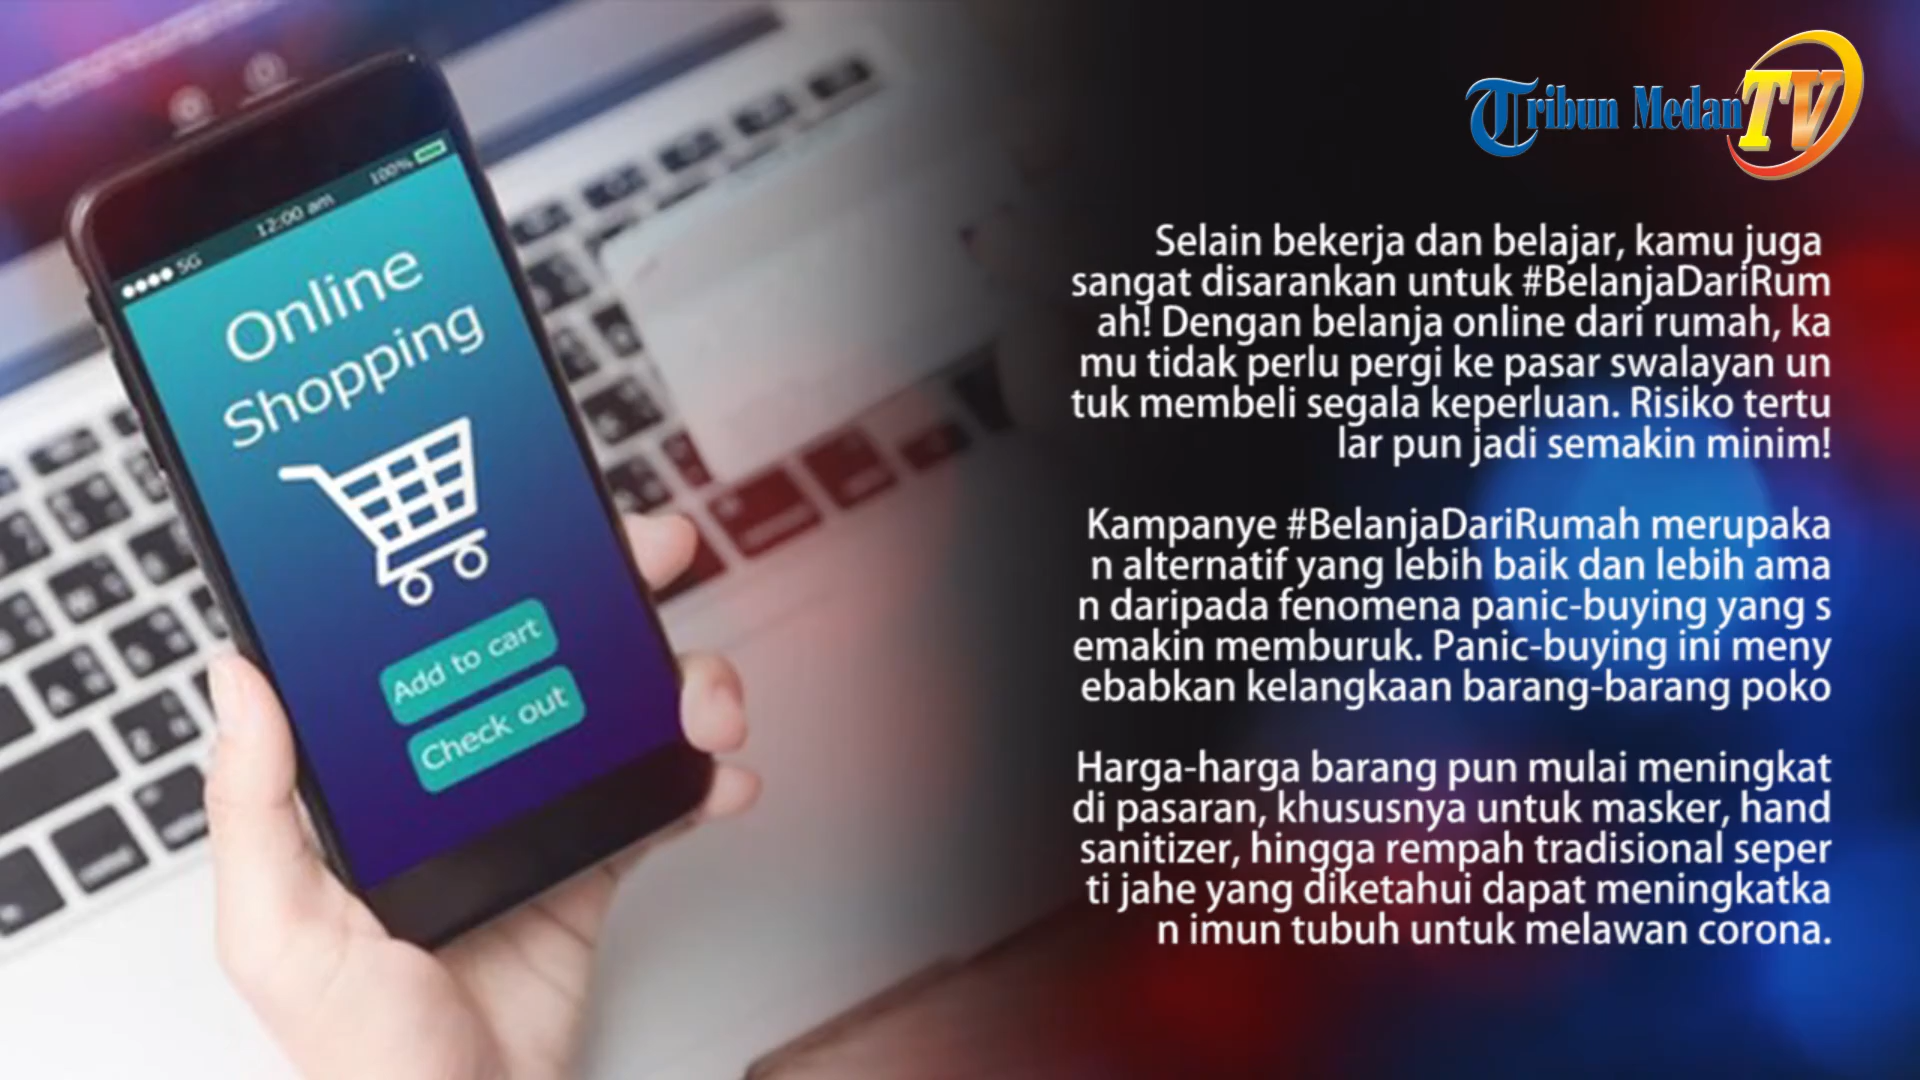 5G 12:00 am 100%
Online
Shopping
Add to cart
Check out
Tribun Medan TV
Selain bekerja dan belajar, kamu juga
sangat disarankan untuk #BelanjaDariRum
ah! Dengan belanja online dari rumah, ka
mu tidak perlu pergi ke pasar swalayan un
tuk membeli segala keperluan. Risiko tertu
lar pun jadi semakin minim!
Kampanye #BelanjaDariRumah merupaka
n alternatif yang lebih baik dan lebih ama
n daripada fenomena panic-buying yang s
emakin memburuk. Panic-buying ini meny
ebabkan kelangkaan barang-barang poko
Harga-harga barang pun mulai meningkat
di pasaran, khususnya untuk masker, hand
sanitizer, hingga rempah tradisional seper
ti jahe yang diketahui dapat meningkatka
n imun tubuh untuk melawan corona.